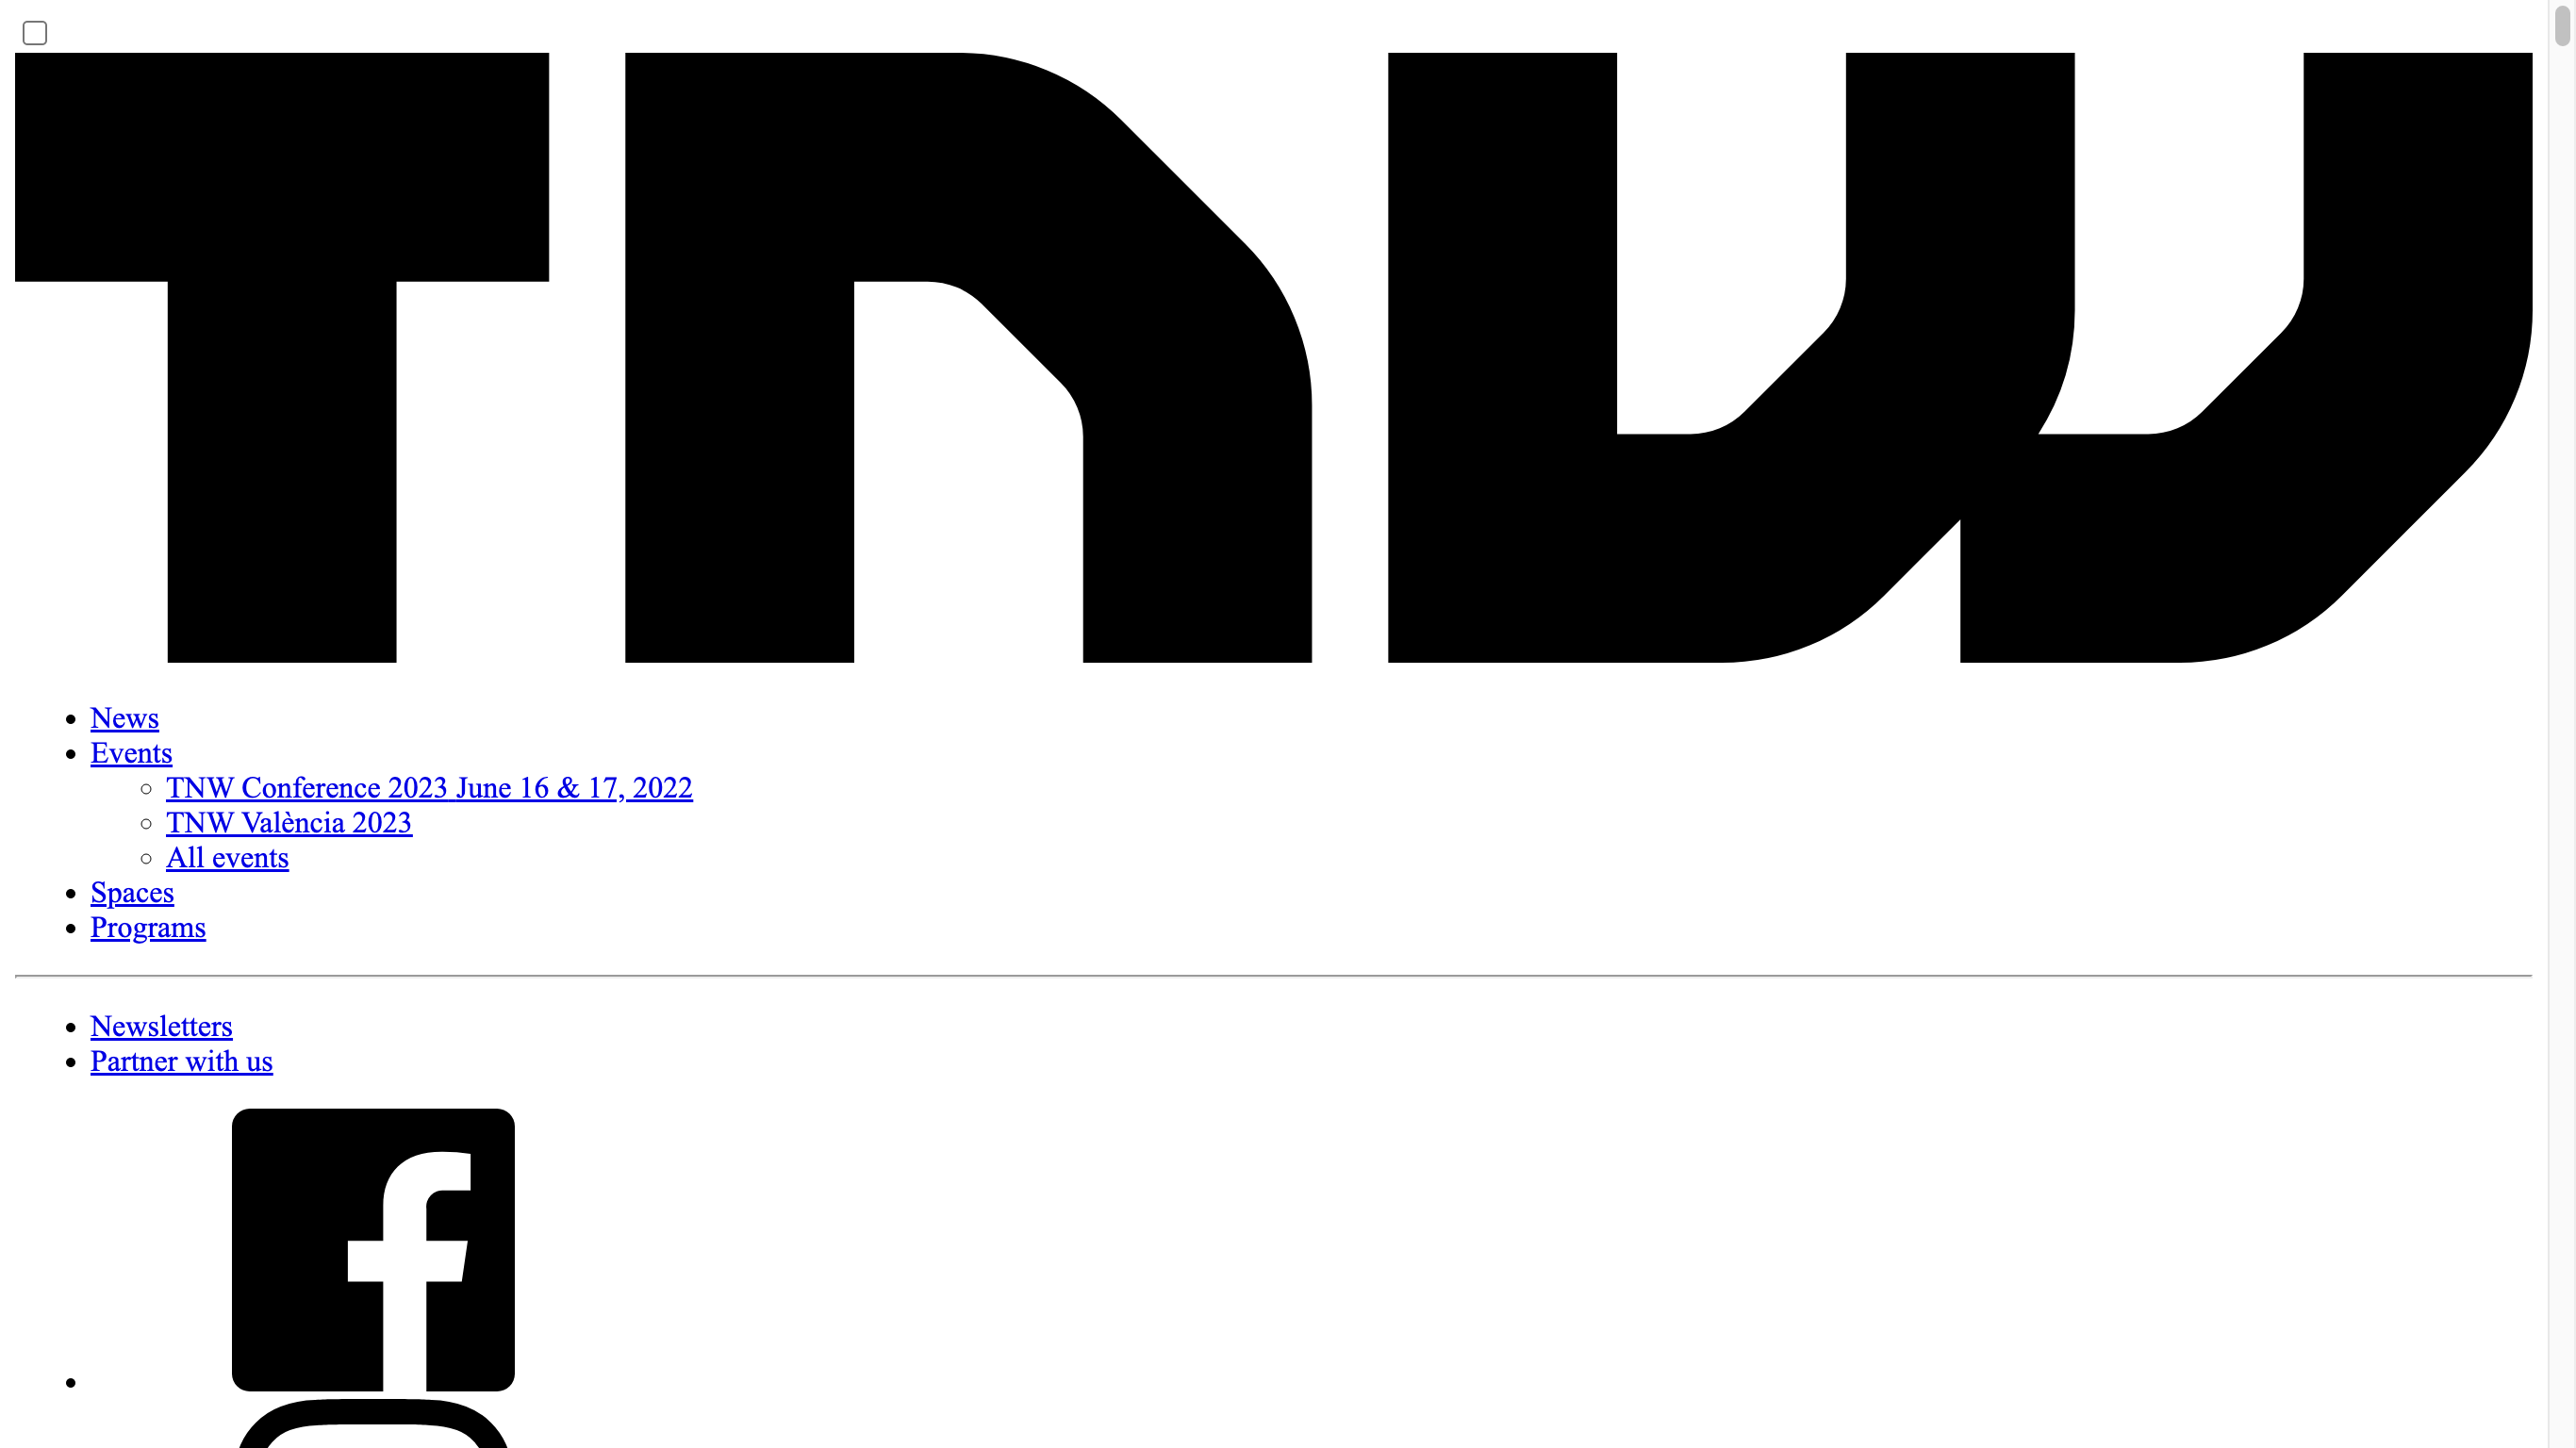 TNW
News
Events
TNW Conference 2023 June 16 & 17, 2022
TNW València 2023
All events
Spaces
Programs
Newsletters
Partner with us